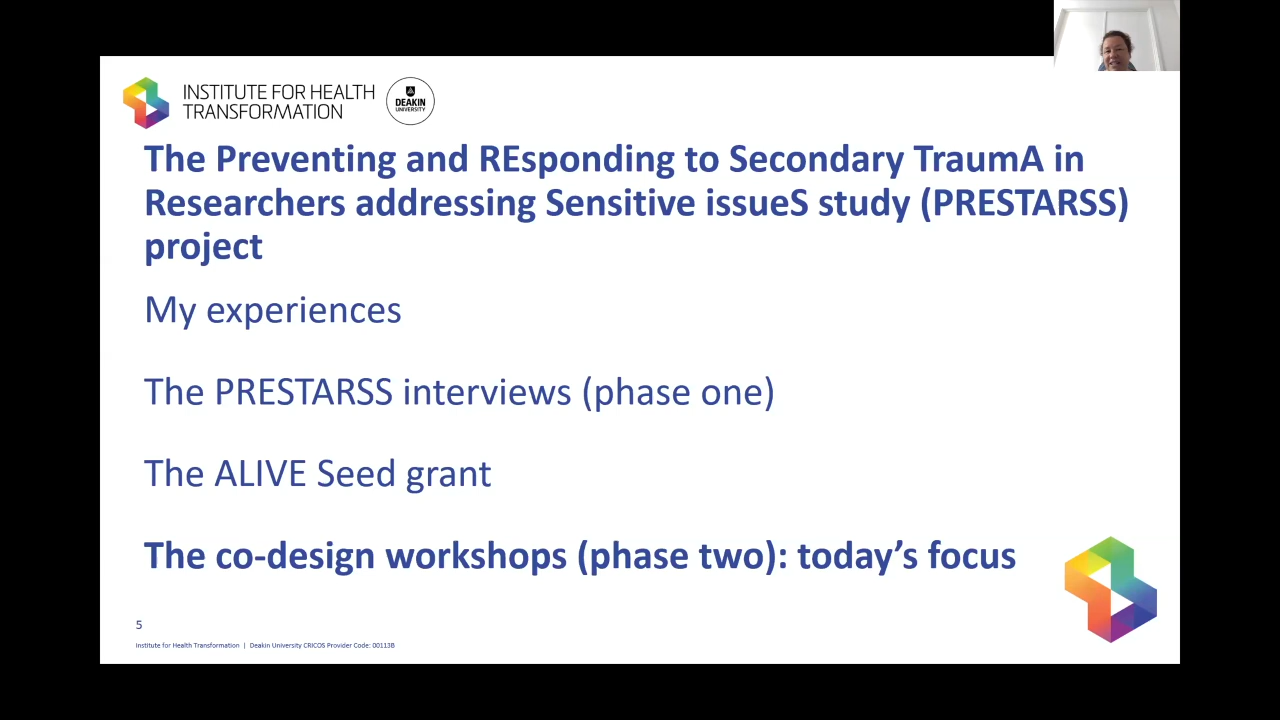 INSTITUTE FOR HEALTH
TRANSFORMATION
DEAKIN
UNIVERSITY
The Preventing and REsponding to Secondary TraumA in
Researchers addressing Sensitive issueS study (PRESTARSS)
project
My experiences
The PRESTARSS interviews (phase one)
The ALIVE Seed grant
The co-design workshops (phase two): today’s focus
5
Institute for Health Transformation | Deakin University CRICOS Provider Code: 00113B